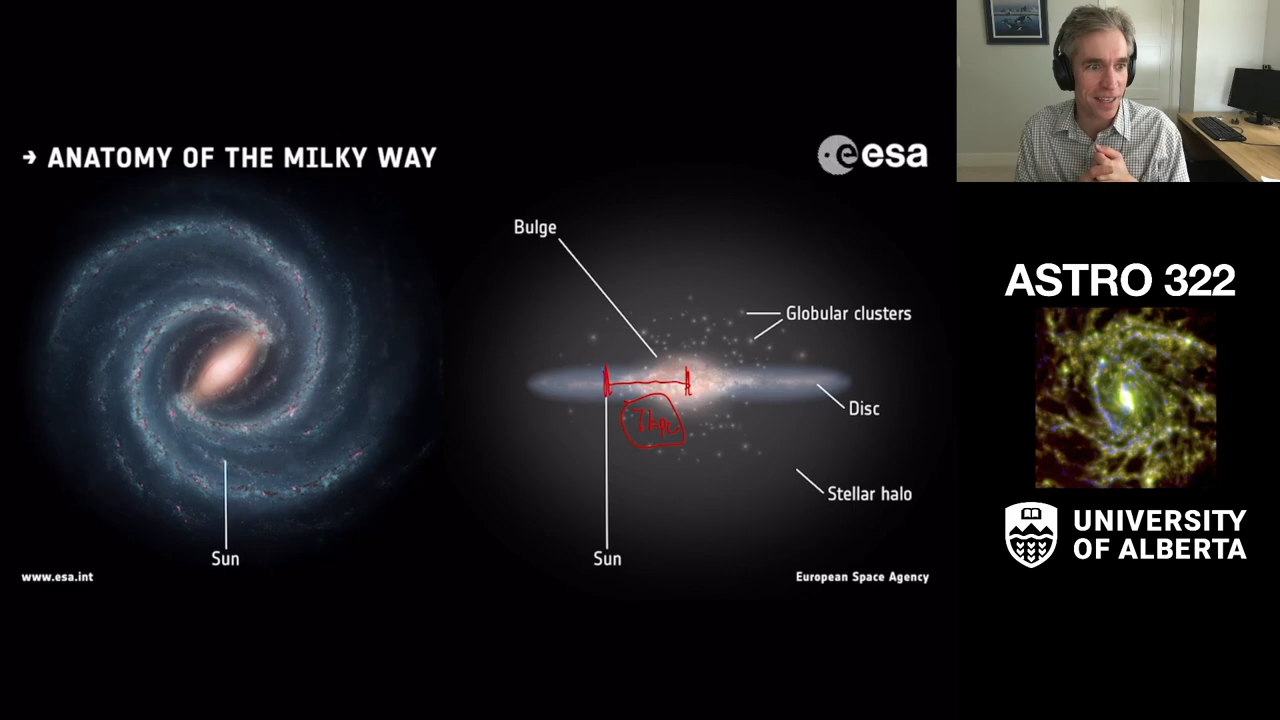 → ANATOMY OF THE MILKY WAY
esa
Bulge
Globular clusters
Disc
Stellar halo
Sun
Sun
www.esa.int
European Space Agency
ASTRO 322
UNIVERSITY
OF ALBERTA